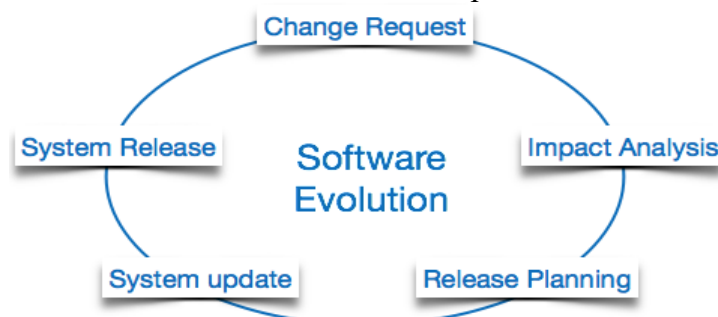 Change Request
System Release
Impact Analysis
Software
Evolution
System update
Release Planning